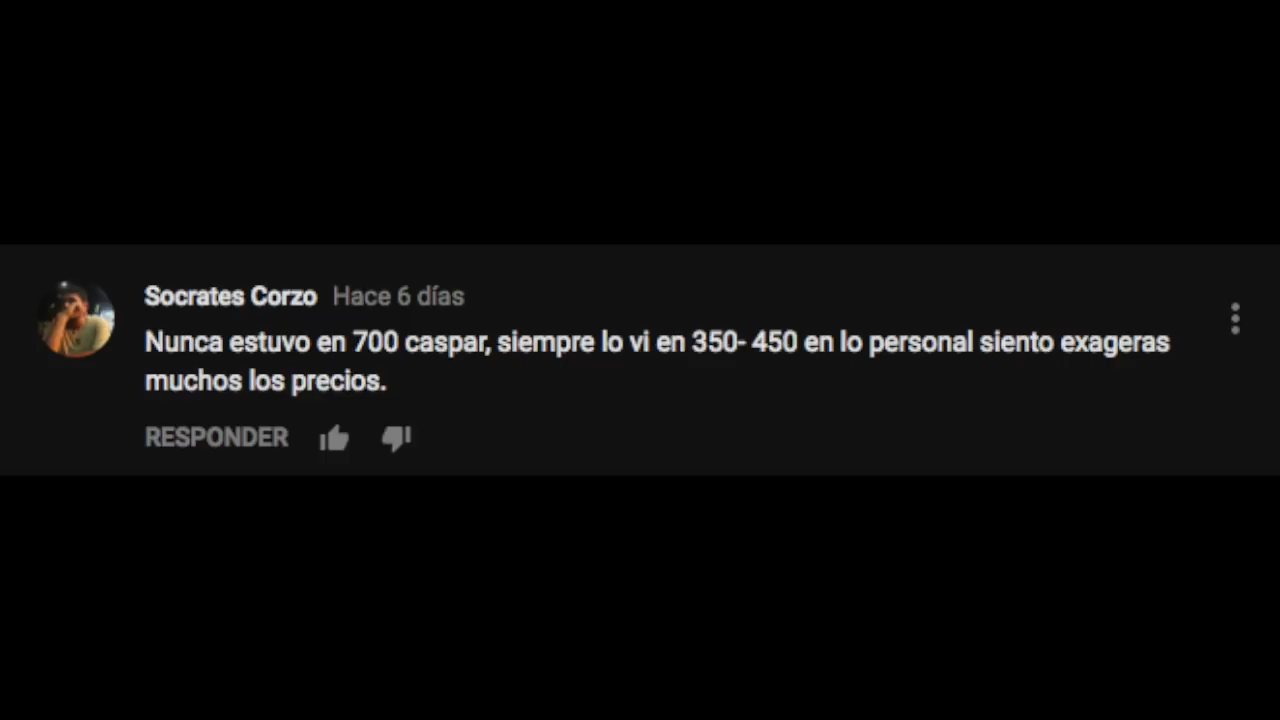 Socrates Corzo Hace 6 días
Nunca estuvo en 700 caspar, siempre lo vi en 350- 450 en lo personal siento exageras
muchos los precios.
RESPONDER